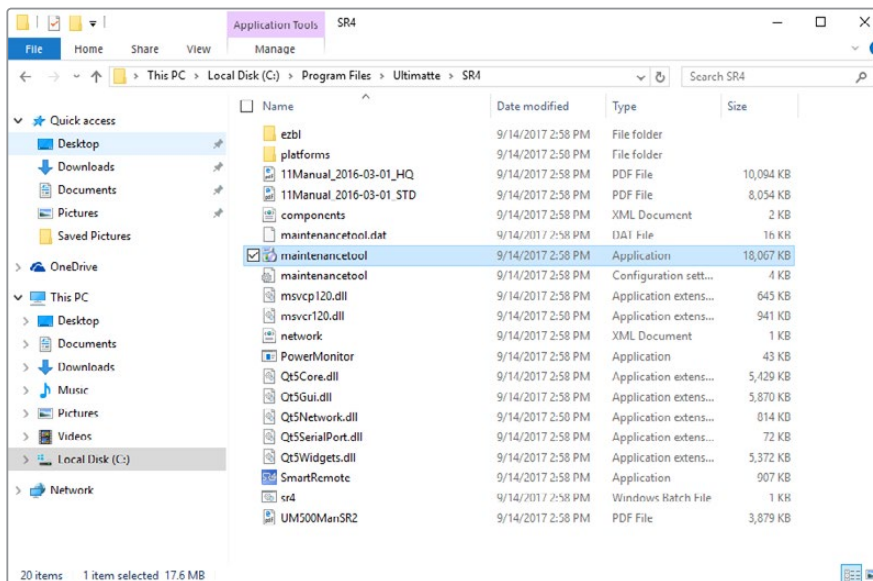 Application Tools SR4
File Home Share View Manage
This PC > Local Disk (C:) > Program Files > Ultimatte > SR4 Search SR4
Name Date modified Type Size
Quick access
Desktop
Downloads
Documents
Pictures
Saved Pictures
OneDrive
This PC
Desktop
Documents
Downloads
Music
Pictures
Videos
Local Disk (C:)
Network
ezbl 9/14/2017 2:58 PM File folder
platforms 9/14/2017 2:58 PM File folder
11Manual_2016-03-01_HQ 9/14/2017 2:58 PM PDF File 10,094 KB
11Manual_2016-03-01_STD 9/14/2017 2:58 PM PDF File 8,054 KB
components 9/14/2017 2:58 PM XML Document 2 KB
maintenancetool.dat 9/14/2017 2:58 PM DAT File 16 KB
maintenancetool 9/14/2017 2:58 PM Application 18,067 KB
maintenancetool 9/14/2017 2:58 PM Configuration sett... 4 KB
msvcp120.dll 9/14/2017 2:58 PM Application extens... 645 KB
msvcr120.dll 9/14/2017 2:58 PM Application extens... 941 KB
network 9/14/2017 2:58 PM XML Document 1 KB
PowerMonitor 9/14/2017 2:58 PM Application 43 KB
Qt5Core.dll 9/14/2017 2:58 PM Application extens... 5,429 KB
Qt5Gui.dll 9/14/2017 2:58 PM Application extens... 5,870 KB
Qt5Network.dll 9/14/2017 2:58 PM Application extens... 814 KB
Qt5SerialPort.dll 9/14/2017 2:58 PM Application extens... 72 KB
Qt5Widgets.dll 9/14/2017 2:58 PM Application extens... 5,372 KB
SmartRemote 9/14/2017 2:58 PM Application 907 KB
sr4 9/14/2017 2:58 PM Windows Batch File 1 KB
UM500ManSR2 9/14/2017 2:58 PM PDF File 3,879 KB
20 items 1 item selected 17.6 MB